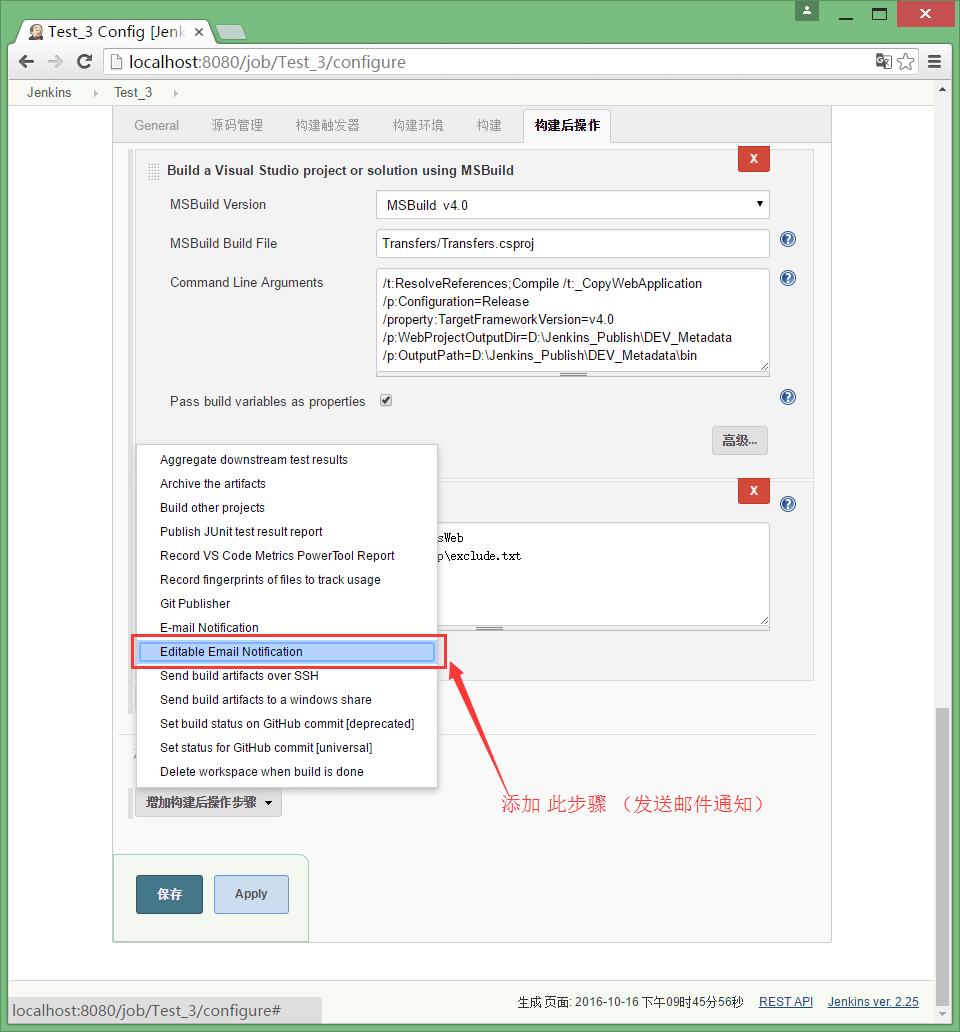 Test_3 Config [Jenk
localhost:8080/job/Test_3/configure
Jenkins
Test_3
General
源码管理
构建触发器
构建环境
构建
构建后操作
X
Build a Visual Studio project or solution using MSBuild
MSBuild Version
MSBuild v4.0
MSBuild Build File
Transfers/Transfers.csproj
Command Line Arguments
/t:ResolveReferences;Compile /t:_CopyWebApplication
/p:Configuration=Release
/property:TargetFrameworkVersion=v4.0
/p:WebProjectOutputDir=D:\Jenkins_Publish\DEV_Metadata
/p:OutputPath=D:\Jenkins_Publish\DEV_Metadata\bin
Pass build variables as properties
高级...
X
sWeb
p\exclude.txt
Aggregate downstream test results
Archive the artifacts
Build other projects
Publish JUnit test result report
Record VS Code Metrics PowerTool Report
Record fingerprints of files to track usage
Git Publisher
E-mail Notification
Editable Email Notification
Send build artifacts over SSH
Send build artifacts to a windows share
Set build status on GitHub commit [deprecated]
Set status for GitHub commit [universal]
Delete workspace when build is done
增加构建后操作步骤
添加 此步骤 （发送邮件通知）
保存
Apply
生成页面: 2016-10-16 下午09时45分56秒
REST API
Jenkins ver. 2.25
localhost:8080/job/Test_3/configure#